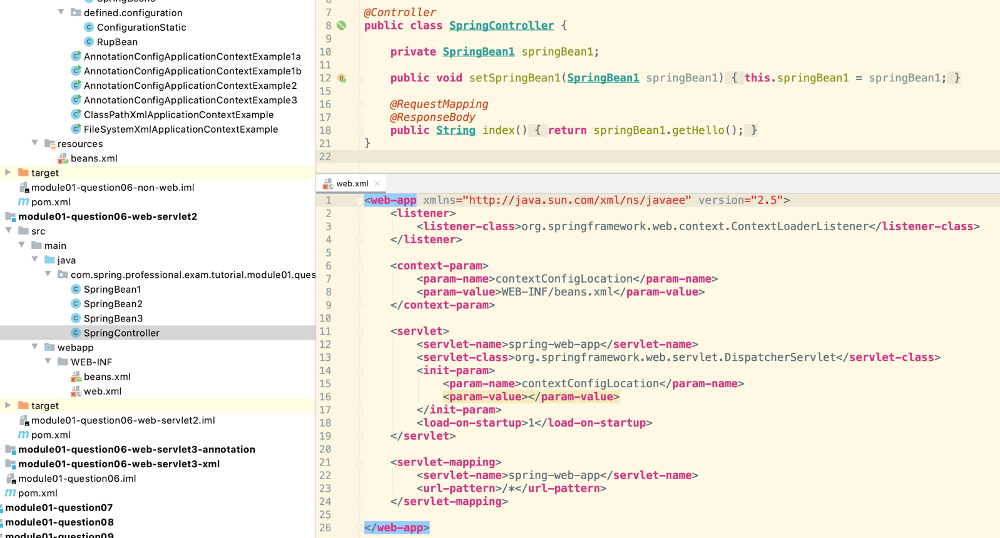 SpringBean3
defined.configuration
ConfigurationStatic
RupBean
AnnotationConfigApplicationContextExample1a
AnnotationConfigApplicationContextExample1b
AnnotationConfigApplicationContextExample2
AnnotationConfigApplicationContextExample3
ClassPathXmlApplicationContextExample
FileSystemXmlApplicationContextExample
resources
beans.xml
target
module01-question06-non-web.iml
pom.xml
module01-question06-web-servlet2
src
main
java
com.spring.professional.exam.tutorial.module01.ques
SpringBean1
SpringBean2
SpringBean3
SpringController
webapp
WEB-INF
beans.xml
web.xml
target
module01-question06-web-servlet2.iml
pom.xml
module01-question06-web-servlet3-annotation
module01-question06-web-servlet3-xml
module01-question06.iml
pom.xml
module01-question07
module01-question08
module01-question09
7 @Controller
8 public class SpringController {
9
10 private SpringBean1 springBean1;
11
12 public void setSpringBean1(SpringBean1 springBean1) { this.springBean1 = springBean1; }
15
16 @RequestMapping
17 @ResponseBody
18 public String index() { return springBean1.getHello(); }
21 }
22
web.xml
1 <web-app xmlns="http://java.sun.com/xml/ns/javaee" version="2.5">
2 <listener>
3 <listener-class>org.springframework.web.context.ContextLoaderListener</listener-class>
4 </listener>
5
6 <context-param>
7 <param-name>contextConfigLocation</param-name>
8 <param-value>WEB-INF/beans.xml</param-value>
9 </context-param>
10
11 <servlet>
12 <servlet-name>spring-web-app</servlet-name>
13 <servlet-class>org.springframework.web.servlet.DispatcherServlet</servlet-class>
14 <init-param>
15 <param-name>contextConfigLocation</param-name>
16 <param-value></param-value>
17 </init-param>
18 <load-on-startup>1</load-on-startup>
19 </servlet>
20
21 <servlet-mapping>
22 <servlet-name>spring-web-app</servlet-name>
23 <url-pattern>/*</url-pattern>
24 </servlet-mapping>
25
26 </web-app>